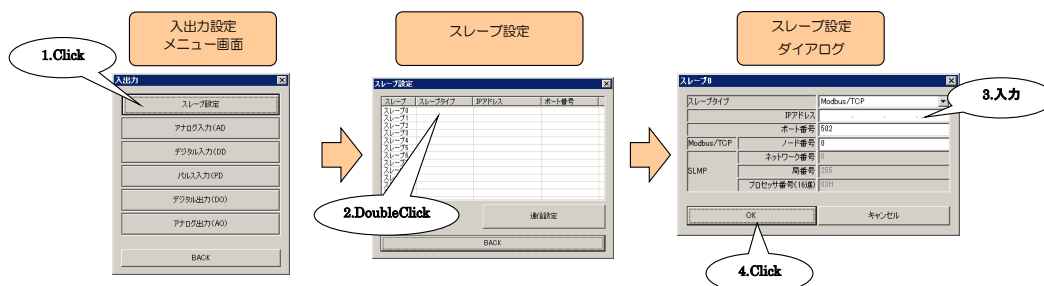 入出力設定
メニュー画面
1.Click
入出力
スレーブ設定
アナログ入力(AI)
デジタル入力(DI)
パルス入力(PI)
デジタル出力(DO)
アナログ出力(AO)
BACK
スレーブ設定
スレーブ設定
スレーブ スレーブタイプ IPアドレス ポート番号
スレーブ0
スレーブ1
スレーブ2
スレーブ3
スレーブ4
スレーブ5
スレーブ6
2.DoubleClick
通信設定
BACK
スレーブ設定
ダイアログ
スレーブ0
3.入力
スレーブタイプ Modbus/TCP
IPアドレス . . .
ポート番号 502
Modbus/TCP ノード番号 0
ネットワーク番号 0
SLMP 局番号 255
プロセッサ番号(16進) 03FF
OK キャンセル
4.Click